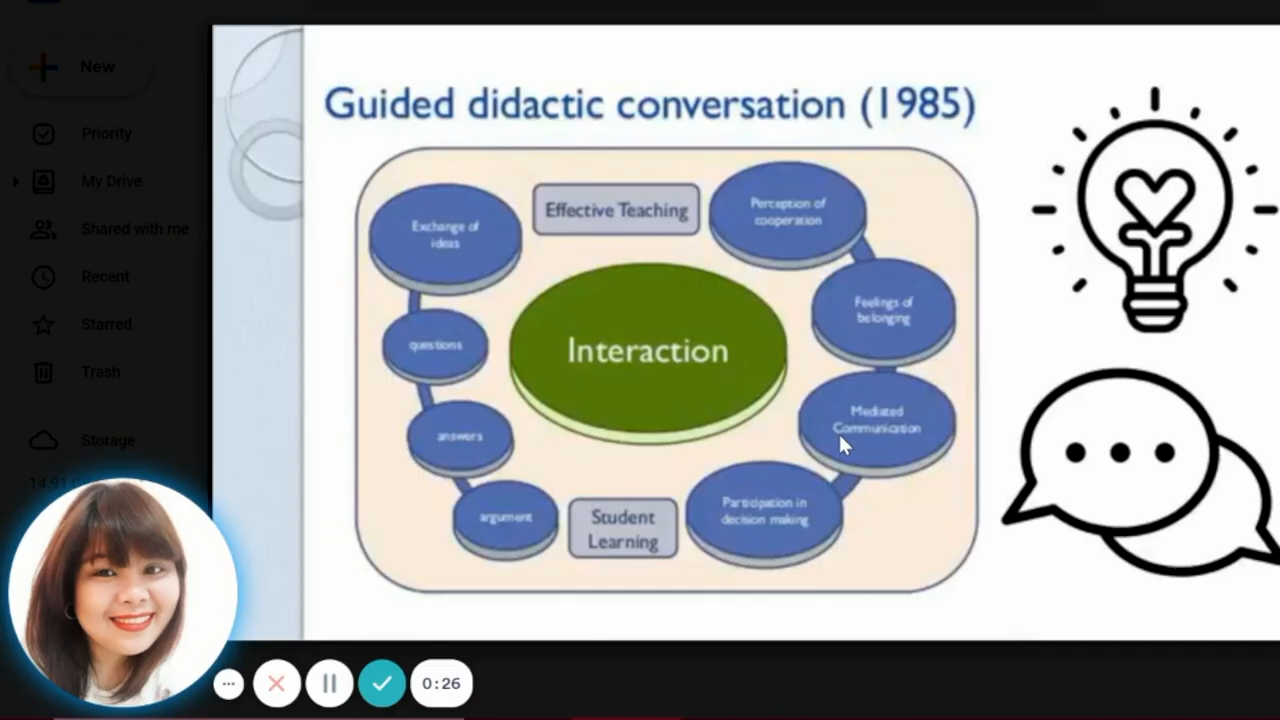 New
Priority
My Drive
Shared with me
Recent
Starred
Trash
Storage
Guided didactic conversation (1985)
Effective Teaching
Exchange of
ideas
questions
answers
argument
Interaction
Perception of
cooperation
Feelings of
belonging
Mediated
Communication
Participation in
decision making
Student
Learning
0:26